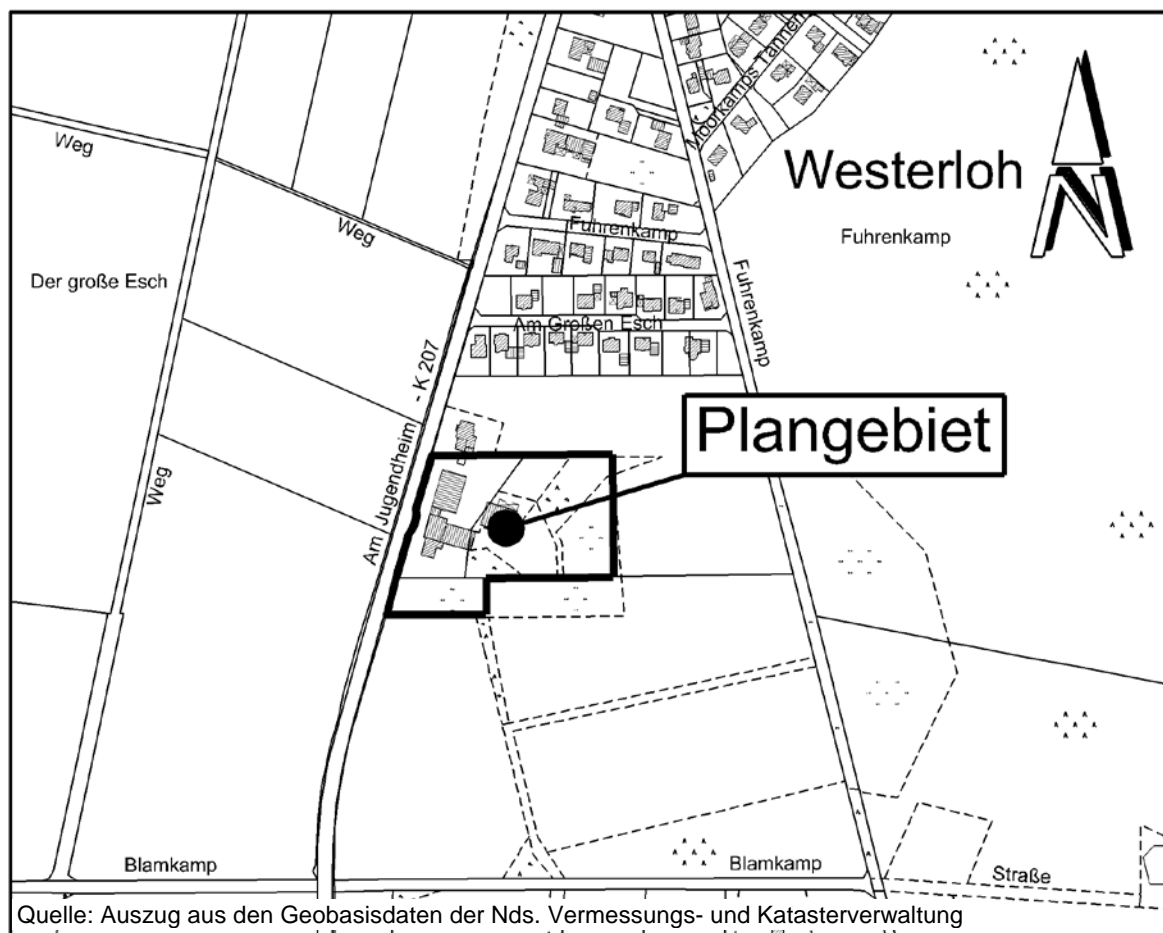 Moorkamps Tannen
Weg
Westerloh
Weg
Fuhrenkamp
Fuhrenkamp
Der große Esch
Fuhrenkamp
Am Großen Esch
- K 207
Plangebiet
Am Jugendheim
Weg
N
Blamkamp
Blamkamp
Straße
Quelle: Auszug aus den Geobasisdaten der Nds. Vermessungs- und Katasterverwaltung